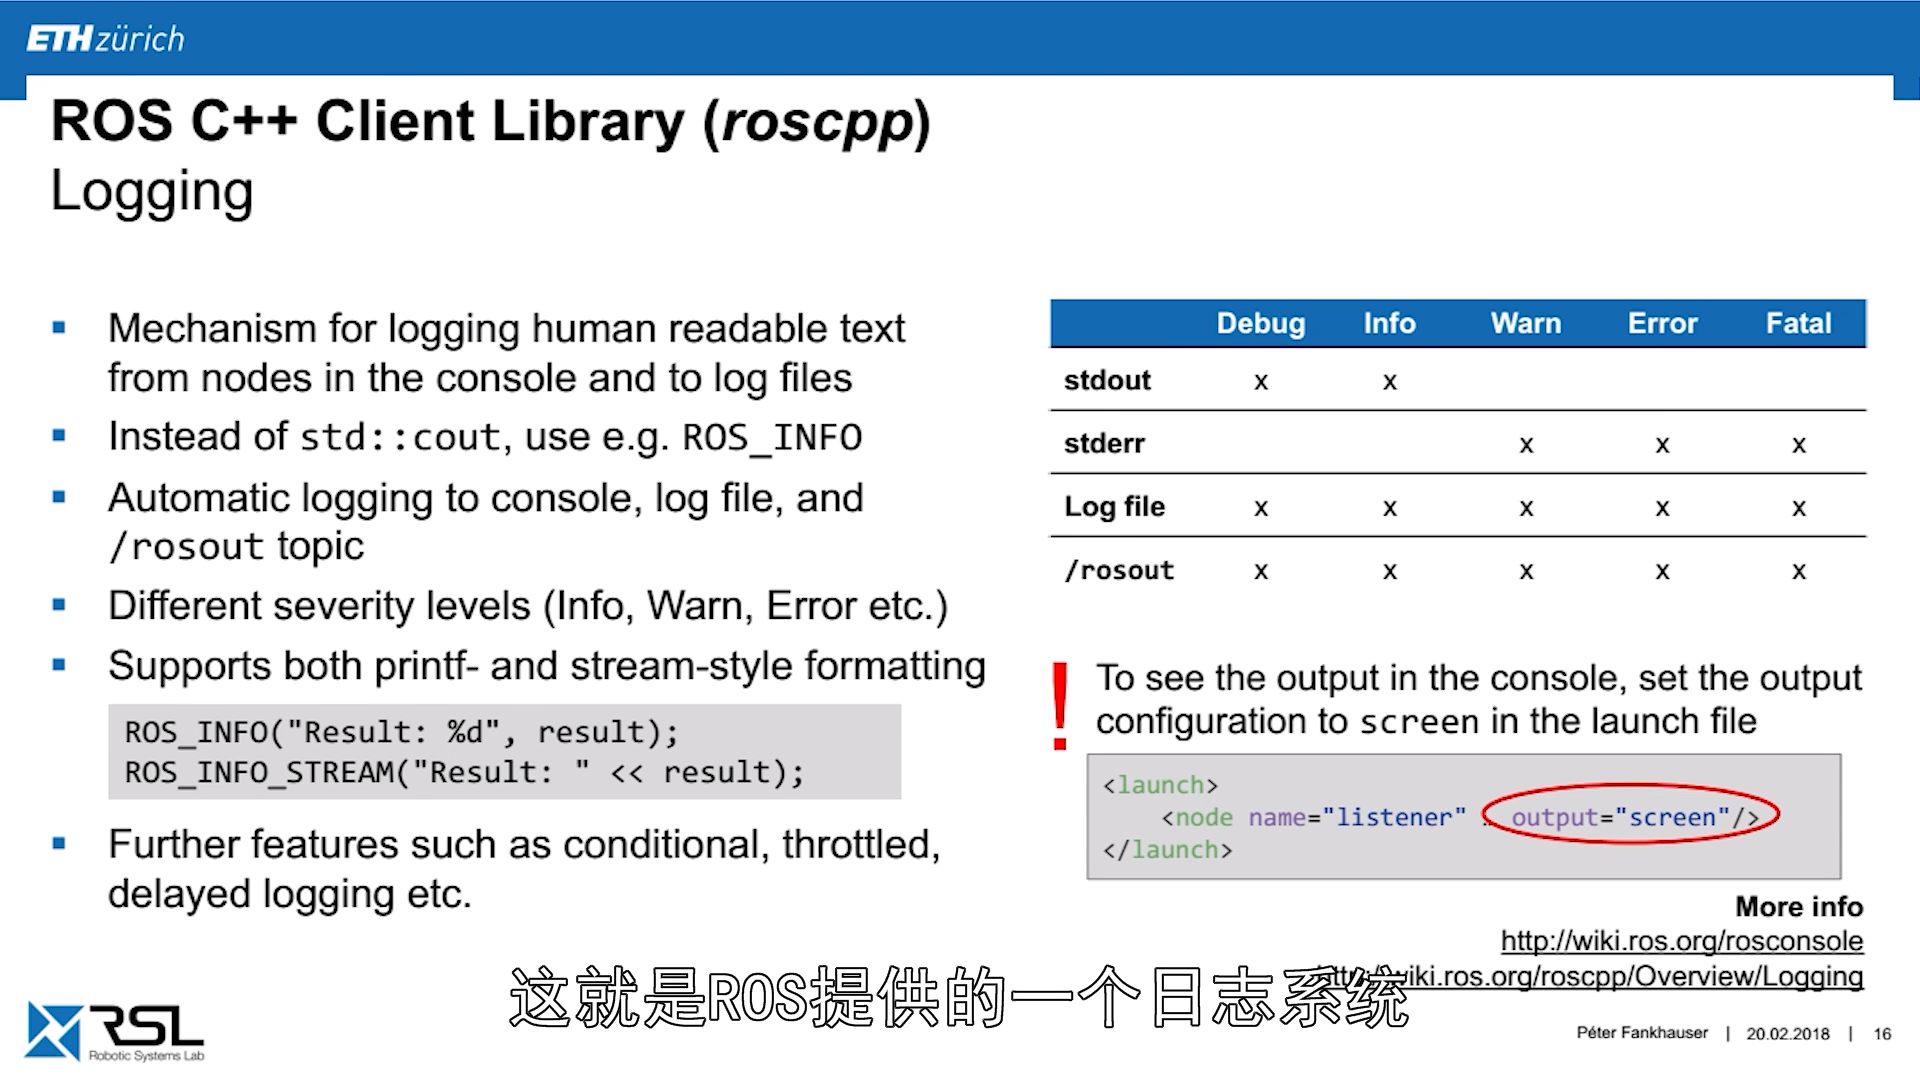 ETH zürich
ROS C++ Client Library (roscpp)
Logging
▪ Mechanism for logging human readable text
from nodes in the console and to log files
▪ Instead of std::cout, use e.g. ROS_INFO
▪ Automatic logging to console, log file, and
/rosout topic
▪ Different severity levels (Info, Warn, Error etc.)
▪ Supports both printf- and stream-style formatting
ROS_INFO("Result: %d", result);
ROS_INFO_STREAM("Result: " << result);
▪ Further features such as conditional, throttled,
delayed logging etc.
Debug Info Warn Error Fatal
stdout x x
stderr x x x
Log file x x x x x
/rosout x x x x x
! To see the output in the console, set the output
configuration to screen in the launch file
<launch>
<node name="listener" … output="screen"/>
</launch>
More info
http://wiki.ros.org/rosconsole
http://wiki.ros.org/roscpp/Overview/Logging
这就是ROS提供的一个日志系统
RSL
Robotic Systems Lab
Péter Fankhauser | 20.02.2018 | 16